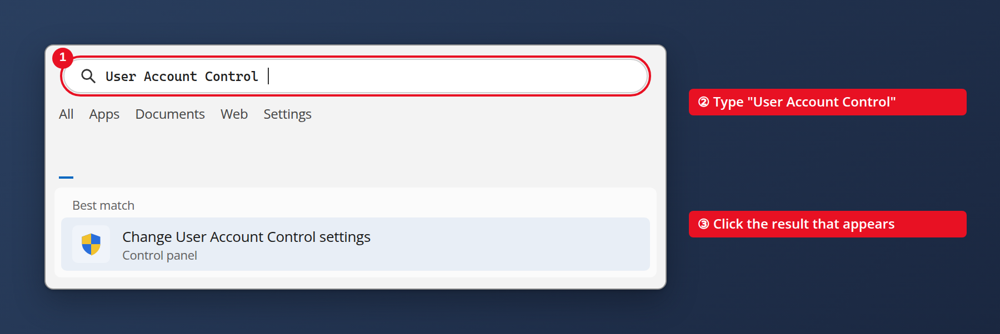 1
User Account Control
All Apps Documents Web Settings
Best match
Change User Account Control settings
Control panel
② Type "User Account Control"
③ Click the result that appears